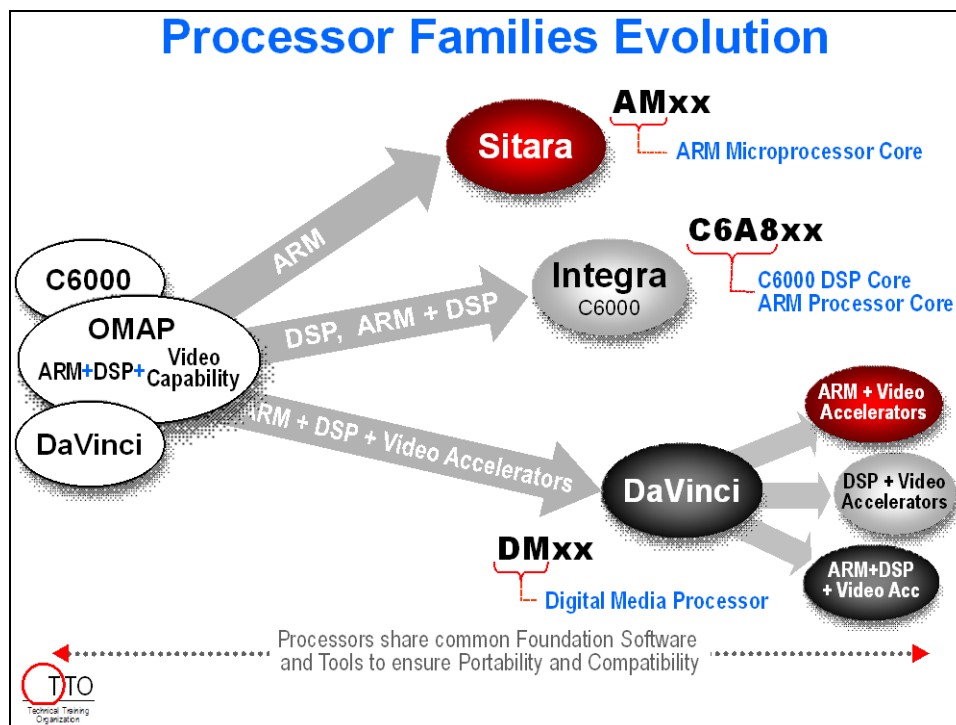 Processor Families Evolution
AMxx
Sitara
ARM Microprocessor Core
ARM
C6A8xx
C6000
Integra
C6000
C6000 DSP Core
ARM Processor Core
DSP, ARM + DSP
OMAP
ARM+DSP+ Video
Capability
ARM + Video
Accelerators
ARM + DSP + Video Accelerators
DaVinci
DaVinci
DSP + Video
Accelerators
DMxx
ARM+DSP
+ Video Acc
Digital Media Processor
Processors share common Foundation Software
and Tools to ensure Portability and Compatibility
TTO
Technical Training
Organization